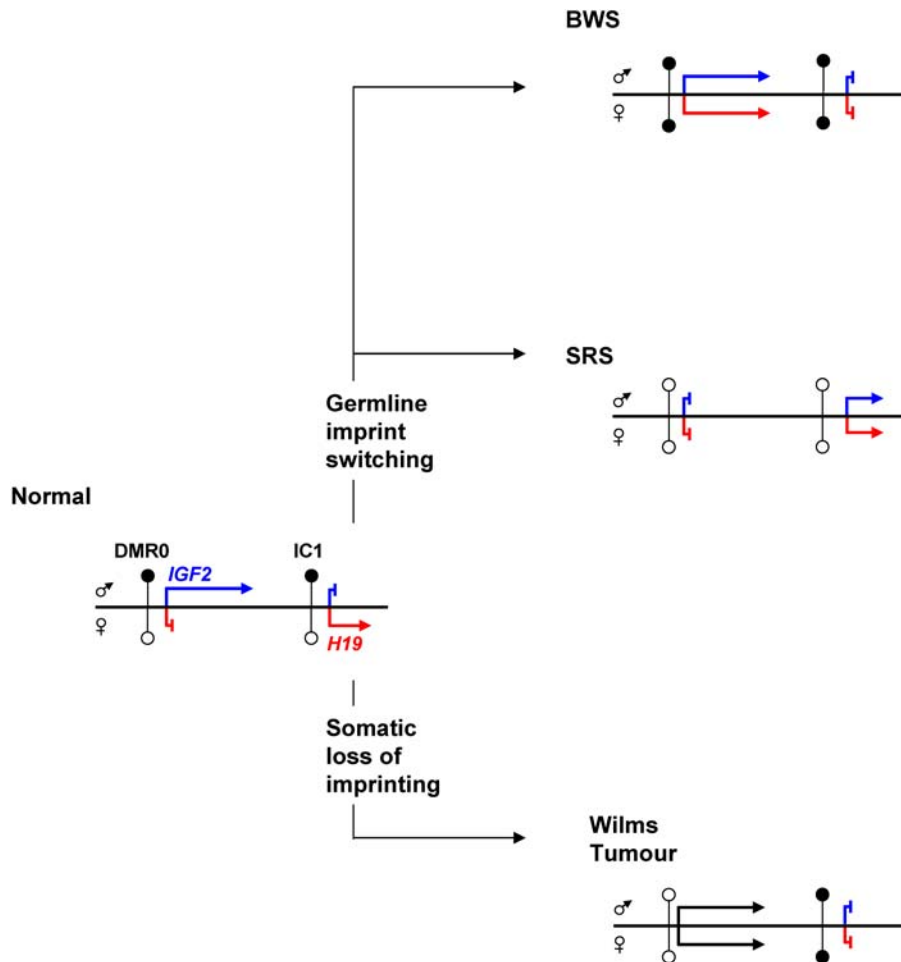 BWS
♂
♀
SRS
♂
♀
Germline
imprint
switching
Normal
DMR0
IC1
IGF2
♂
♀
H19
Somatic
loss of
imprinting
Wilms
Tumour
♂
♀